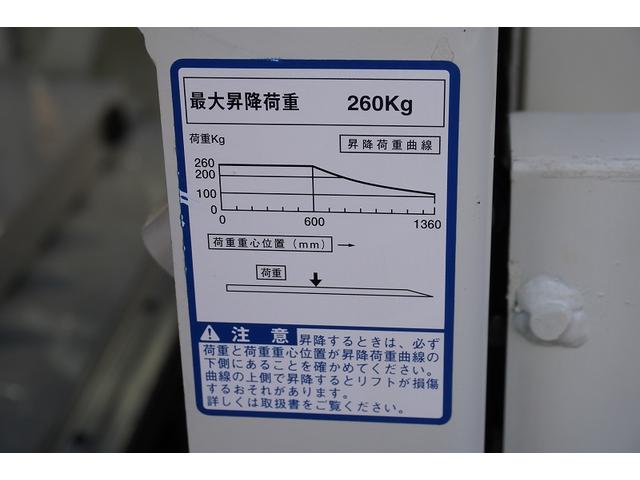 最大昇降荷重 260Kg
荷重Kg
昇降荷重曲線
260
200
100
0
0 600 1360
荷重重心位置(mm) →
荷重
注意 昇降するときは、必ず
荷重と荷重重心位置が昇降荷重曲線の
下側にあることを確かめてください。
曲線の上側で昇降するとリフトが損傷
するおそれがあります。
詳しくは取扱書をご覧ください。